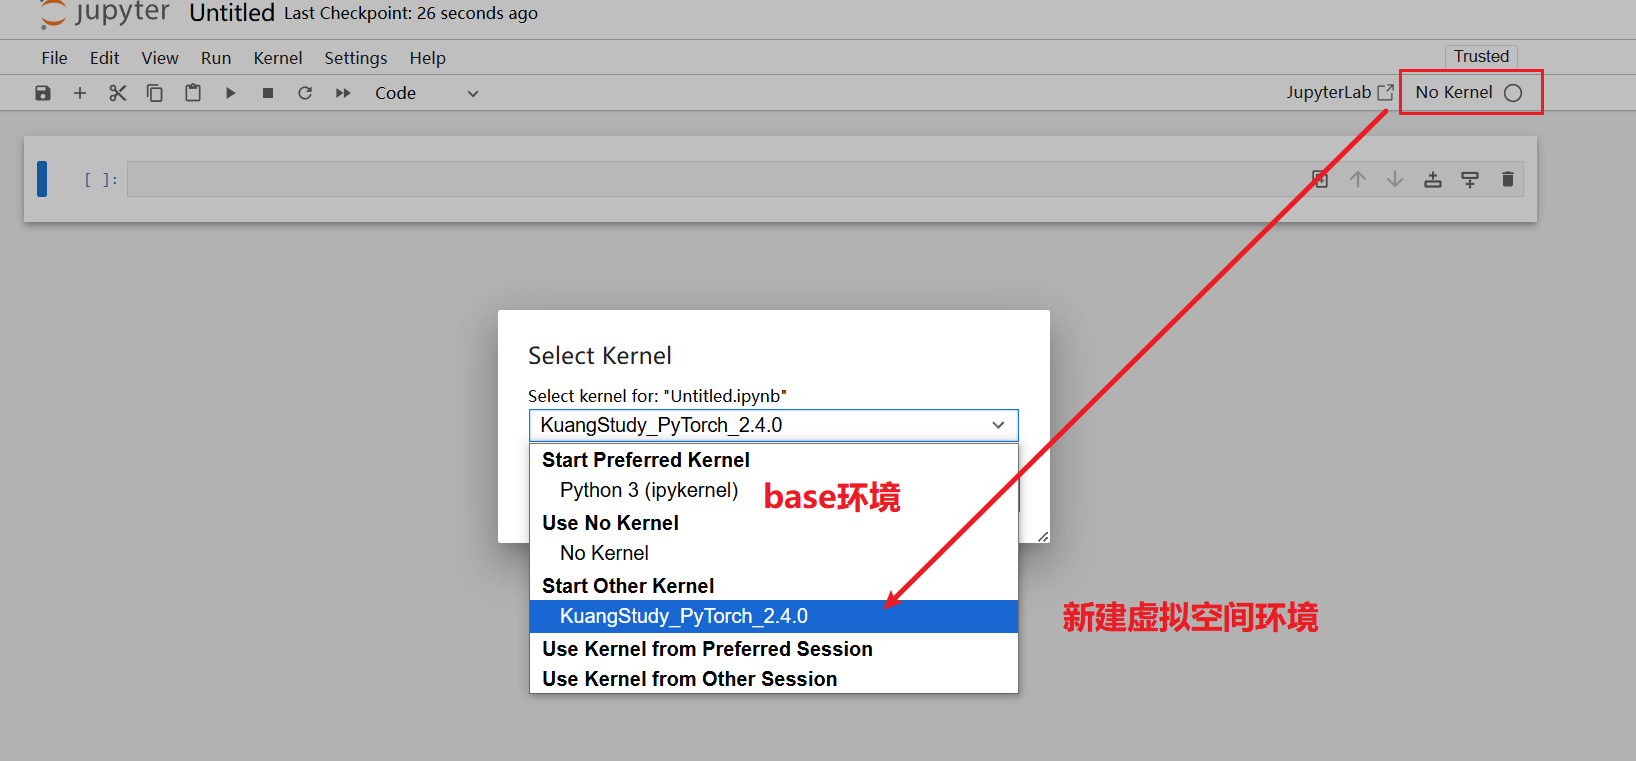 jupyter Untitled Last Checkpoint: 26 seconds ago
File Edit View Run Kernel Settings Help Trusted
Code JupyterLab No Kernel
[ ]:
Select Kernel
Select kernel for: "Untitled.ipynb"
KuangStudy_PyTorch_2.4.0
Start Preferred Kernel
Python 3 (ipykernel) base环境
Use No Kernel
No Kernel
Start Other Kernel
KuangStudy_PyTorch_2.4.0 新建虚拟空间环境
Use Kernel from Preferred Session
Use Kernel from Other Session